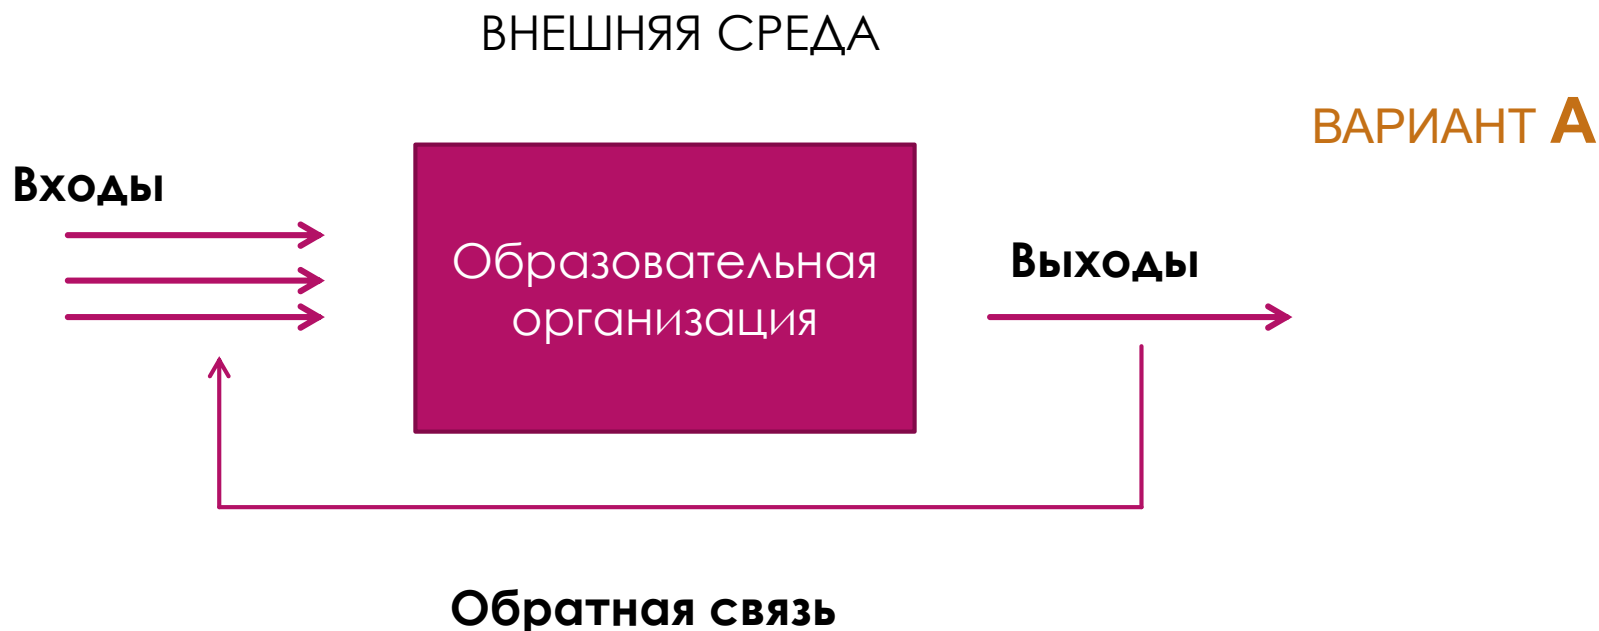 ВНЕШНЯЯ СРЕДА
ВАРИАНТ А
Входы
Образовательная
организация
Выходы
Обратная связь